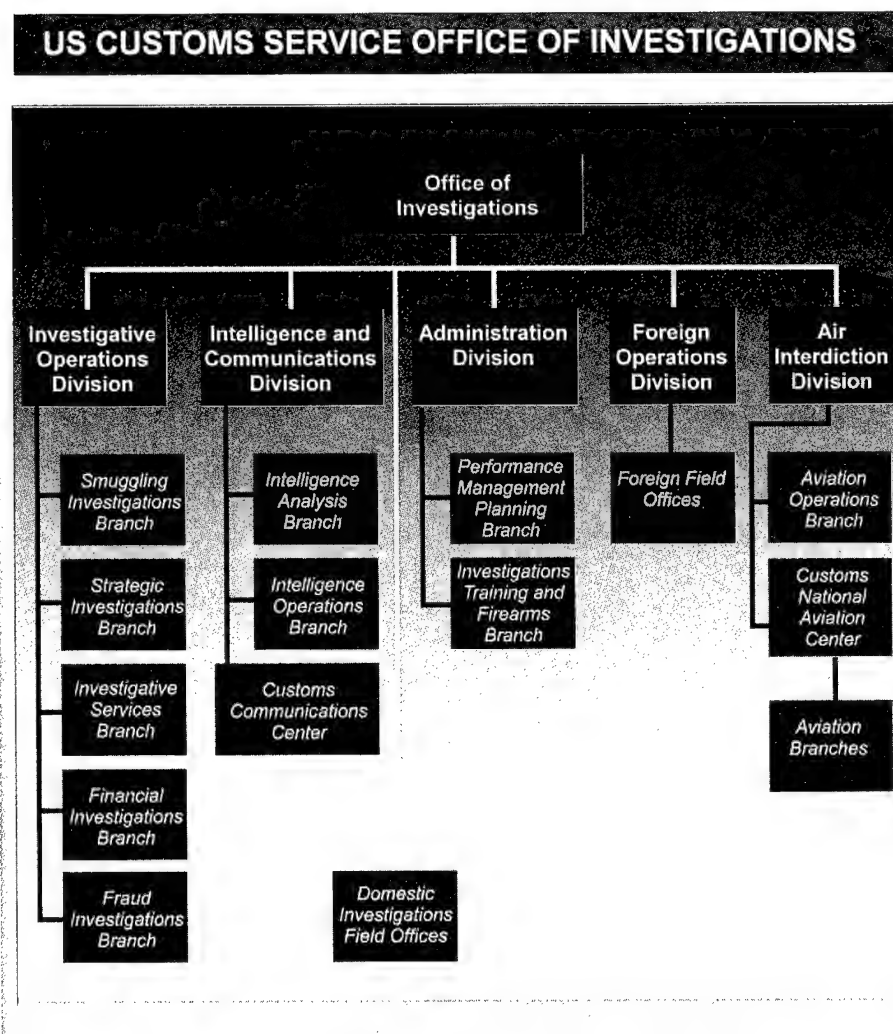 US CUSTOMS SERVICE OFFICE OF INVESTIGATIONS
Office of
Investigations
Investigative
Operations
Division
Intelligence and
Communications
Division
Administration
Division
Foreign
Operations
Division
Air
Interdiction
Division
Smuggling
Investigations
Branch
Strategic
Investigations
Branch
Investigative
Services
Branch
Financial
Investigations
Branch
Fraud
Investigations
Branch
Intelligence
Analysis
Branch
Intelligence
Operations
Branch
Customs
Communications
Center
Domestic
Investigations
Field Offices
Performance
Management
Planning
Branch
Investigations
Training and
Firearms
Branch
Foreign Field
Offices
Aviation
Operations
Branch
Customs
National
Aviation
Center
Aviation
Branches